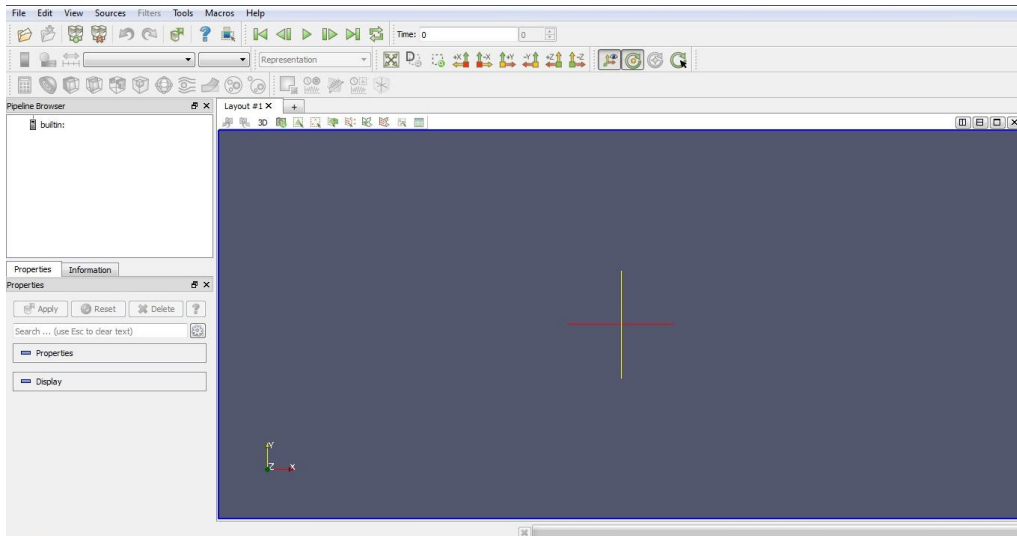 File Edit View Sources Filters Tools Macros Help
Time: 0 0
Representation
Pipeline Browser
Layout #1
builtin:
3D
Properties Information
Properties
Apply Reset Delete ?
Search ... (use Esc to clear text)
Properties
Display
Y
Z X